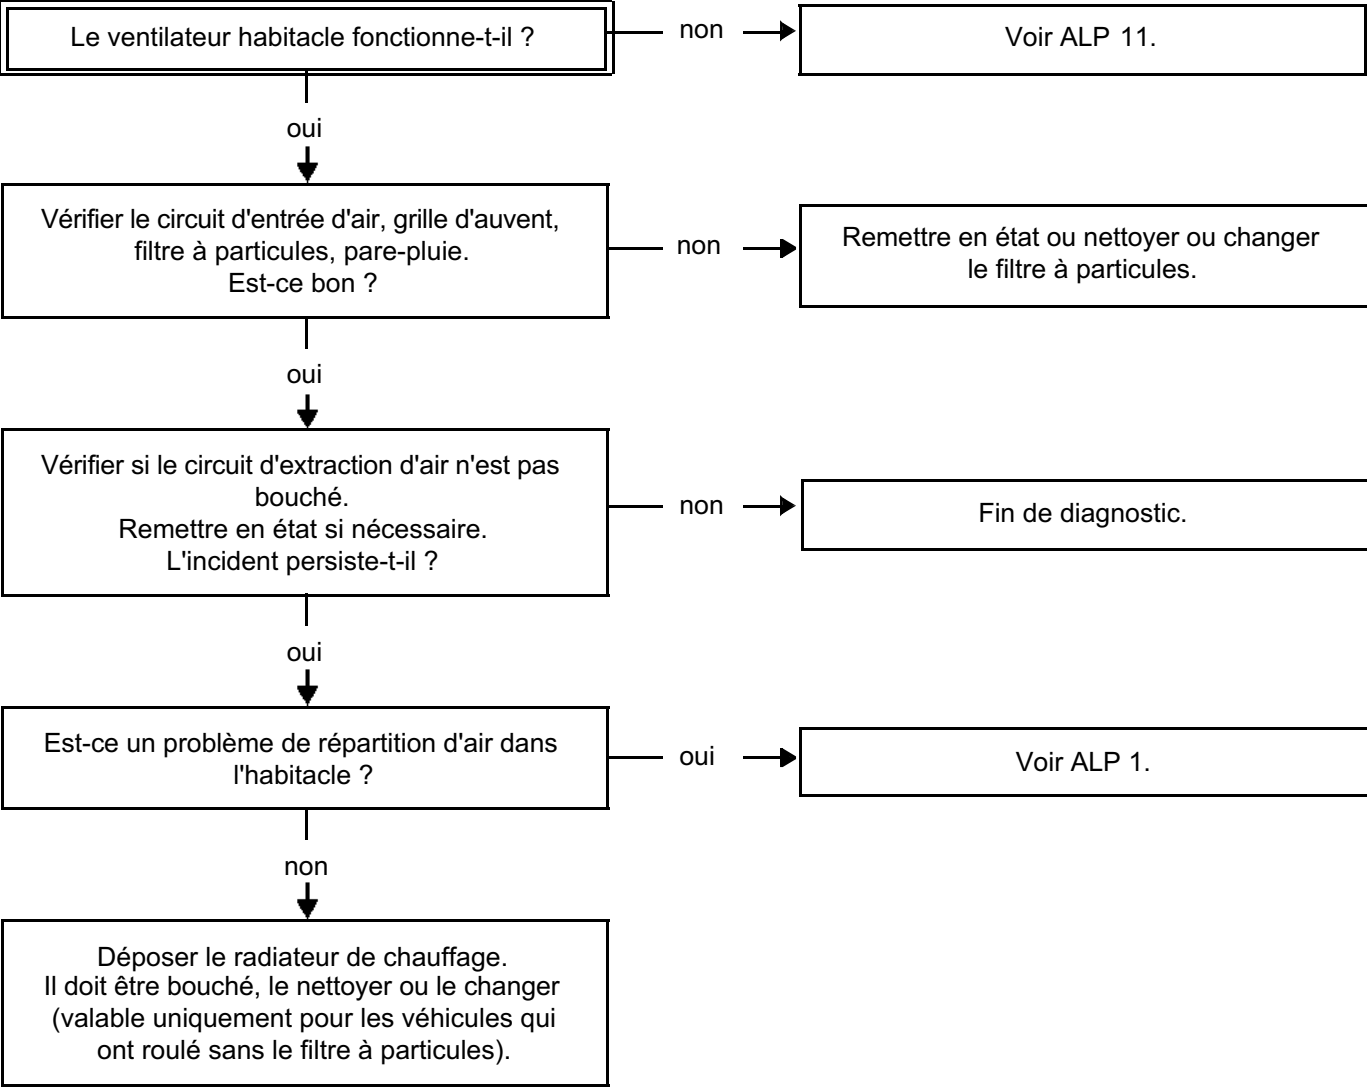 Le ventilateur habitacle fonctionne-t-il ?
non
Voir ALP 11.
oui
Vérifier le circuit d'entrée d'air, grille d'auvent,
filtre à particules, pare-pluie.
Est-ce bon ?
non
Remettre en état ou nettoyer ou changer
le filtre à particules.
oui
Vérifier si le circuit d'extraction d'air n'est pas
bouché.
Remettre en état si nécessaire.
L'incident persiste-t-il ?
non
Fin de diagnostic.
oui
Est-ce un problème de répartition d'air dans
l'habitacle ?
oui
Voir ALP 1.
non
Déposer le radiateur de chauffage.
Il doit être bouché, le nettoyer ou le changer
(valable uniquement pour les véhicules qui
ont roulé sans le filtre à particules).